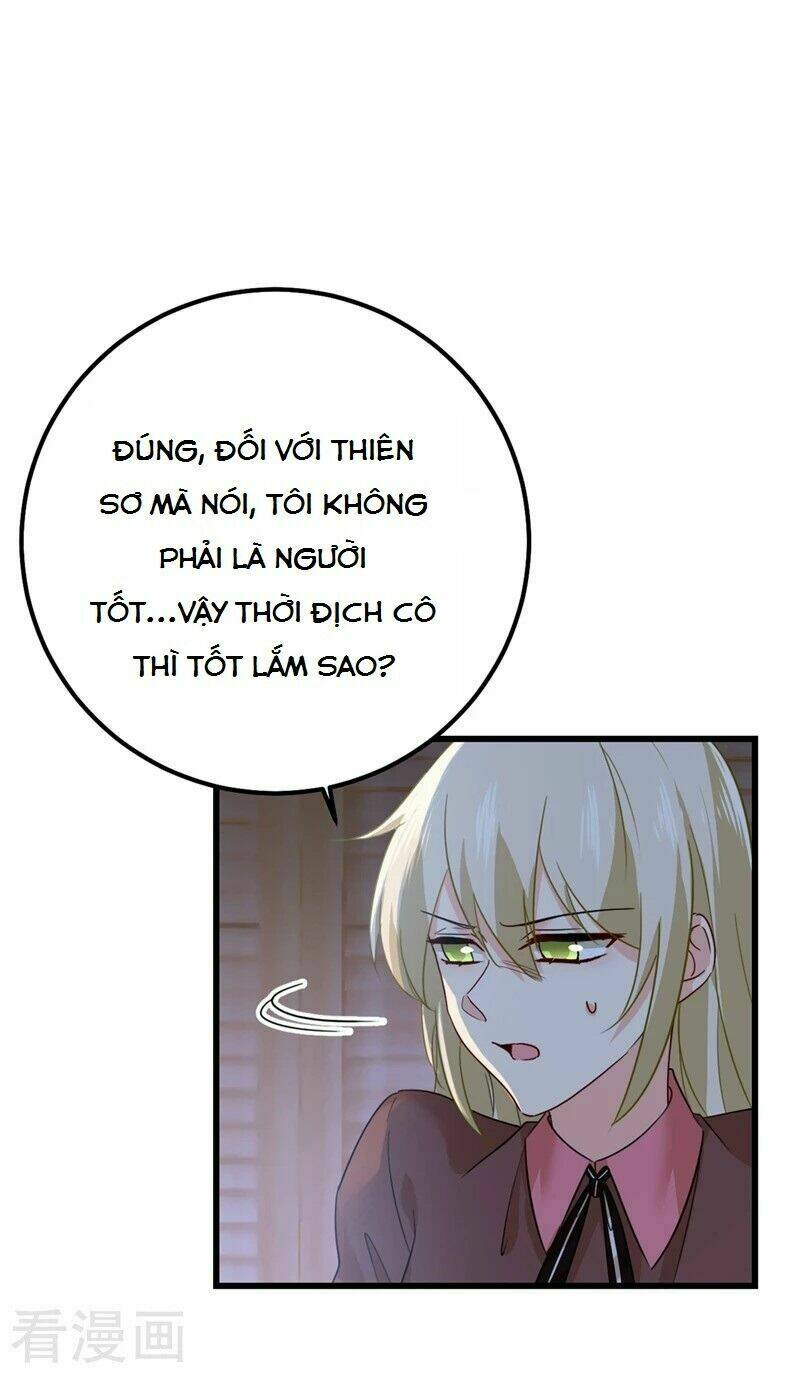 ĐÚNG, ĐỐI VỚI THIÊN
SƠ MÀ NÓI, TÔI KHÔNG
PHẢI LÀ NGƯỜI
TỐT...VẬY THỜI ĐỊCH CÔ
THÌ TỐT LẮM SAO?
看漫画